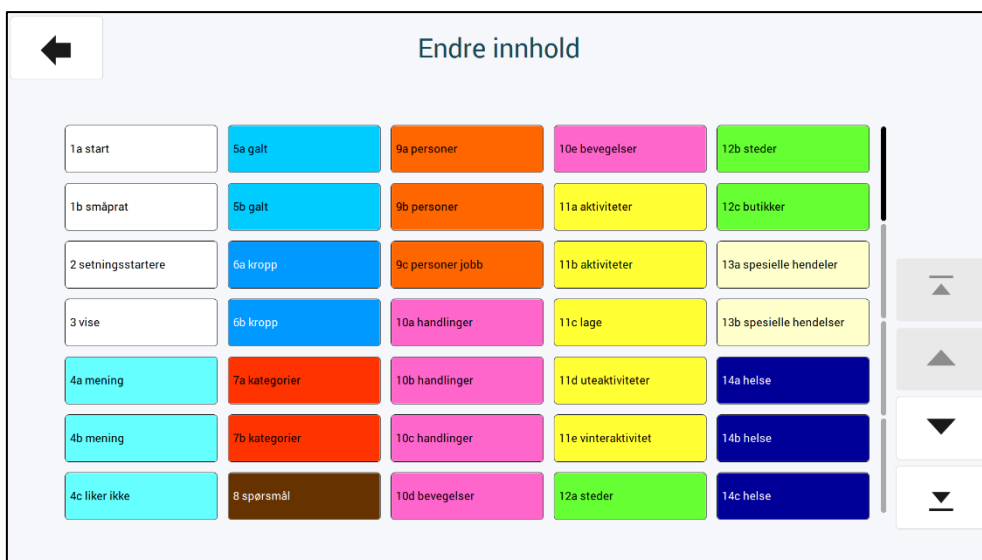 Endre innhold
1a start
5a galt
9a personer
10e bevegelser
12b steder
1b småprat
5b galt
9b personer
11a aktiviteter
12c butikker
2 setningsstartere
6a kropp
9c personer jobb
11b aktiviteter
13a spesielle hendeler
3 vise
6b kropp
10a handlinger
11c lage
13b spesielle hendelser
4a mening
7a kategorier
10b handlinger
11d uteaktiviteter
14a helse
4b mening
7b kategorier
10c handlinger
11e vinteraktivitet
14b helse
4c liker ikke
8 spørsmål
10d bevegelser
12a steder
14c helse